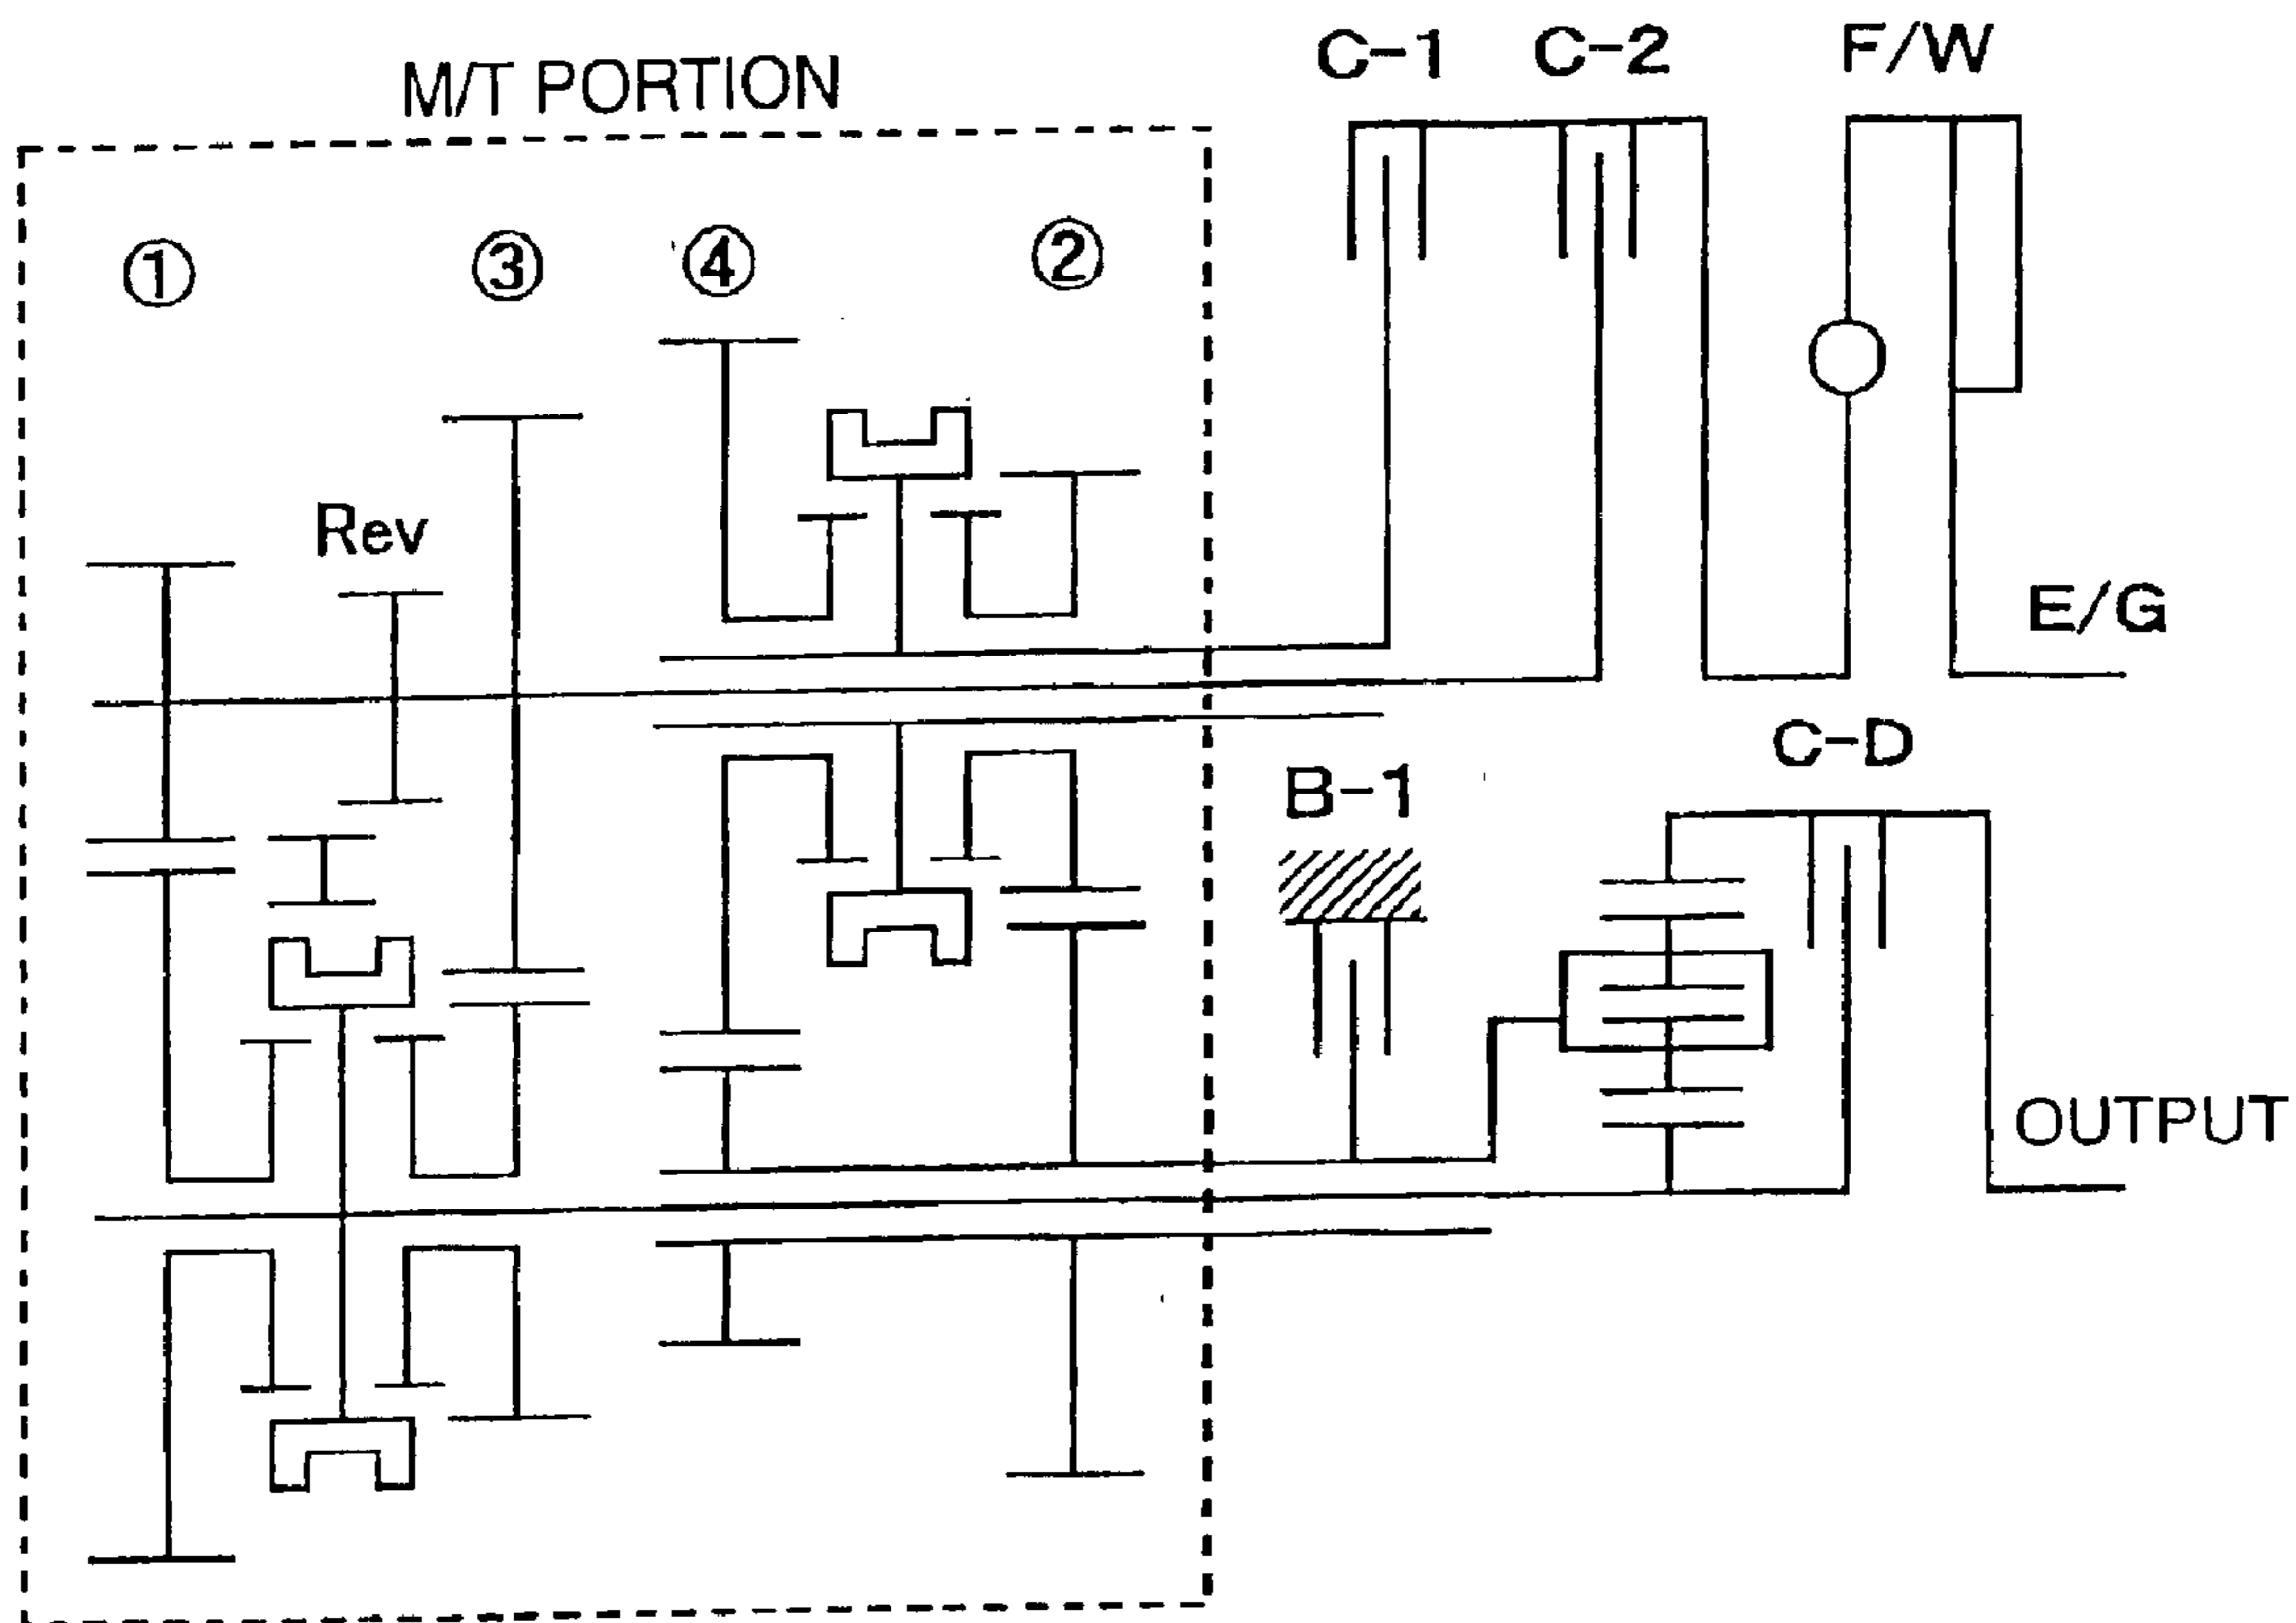 M/T PORTION
C-1
C-2
F/W
①
③
④
②
Rev
E/G
C-D
B-1
OUTPUT